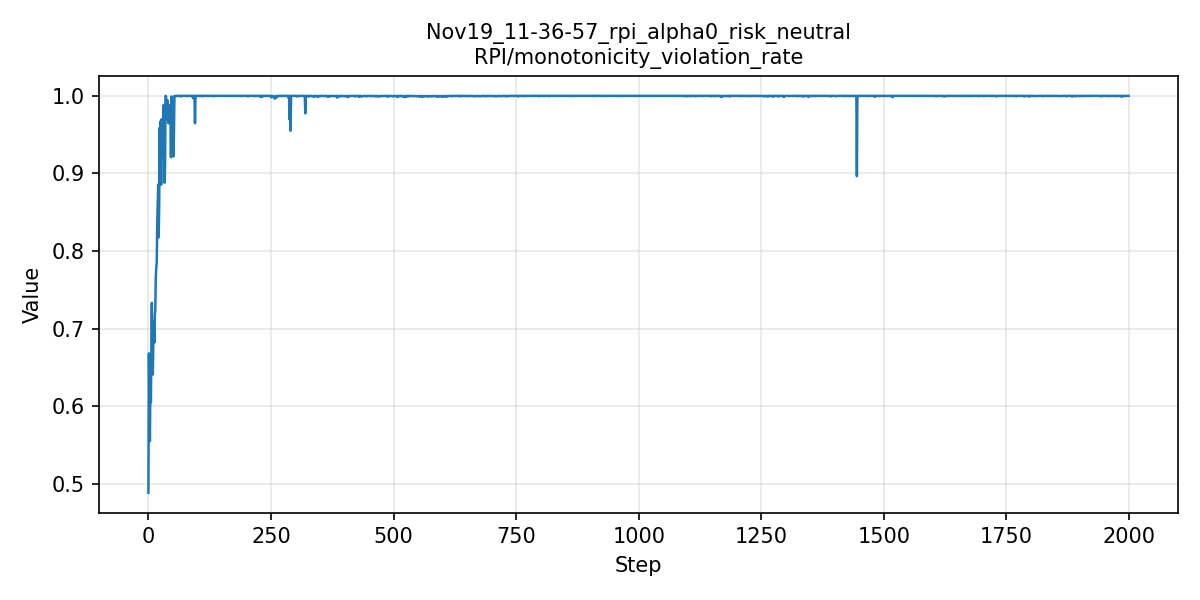 Nov19_11-36-57_rpi_alpha0_risk_neutral
RPI/monotonicity_violation_rate
Value
1.0
0.9
0.8
0.7
0.6
0.5
0 250 500 750 1000 1250 1500 1750 2000
Step